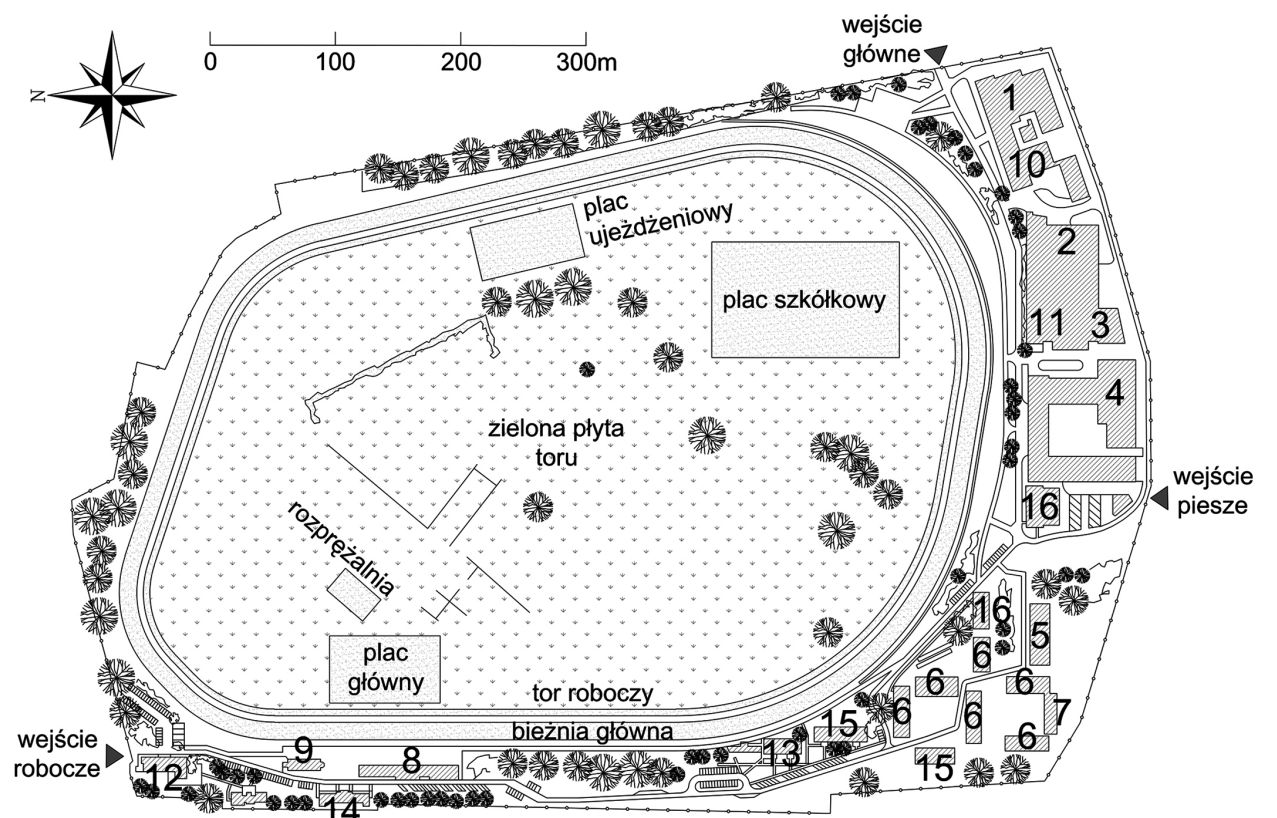 wejście
główne
N
0 100 200 300m
1
10
plac
ujeżdżeniowy
2
plac szkółkowy
11 3
4
zielona płyta
toru
wejście
piesze
16
rozprężalnia
16
5
6
plac
główny
tor roboczy
6
6
6
6
7
bieżnia główna
15
6
wejście
robocze
9
8
13
15
12
14